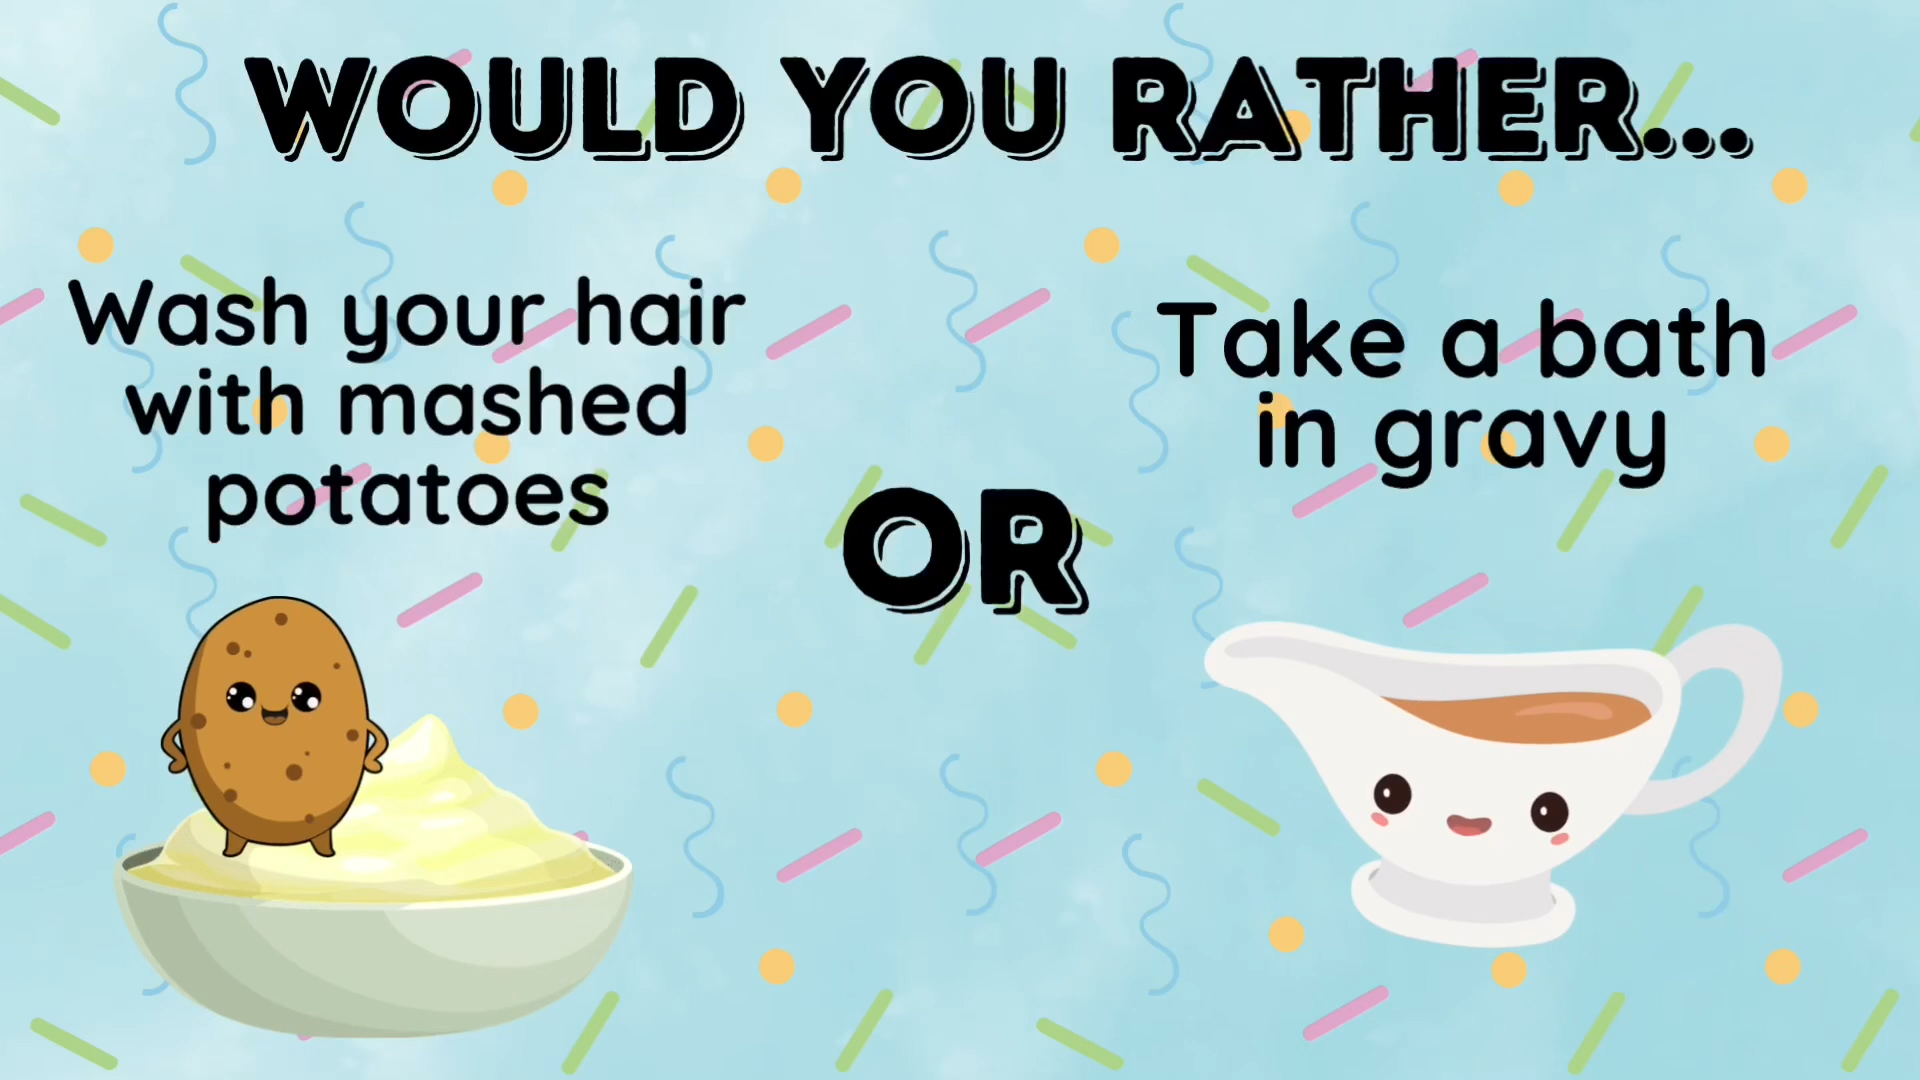 WOULD YOU RATHER...
Wash your hair
with mashed
potatoes
OR
Take a bath
in gravy